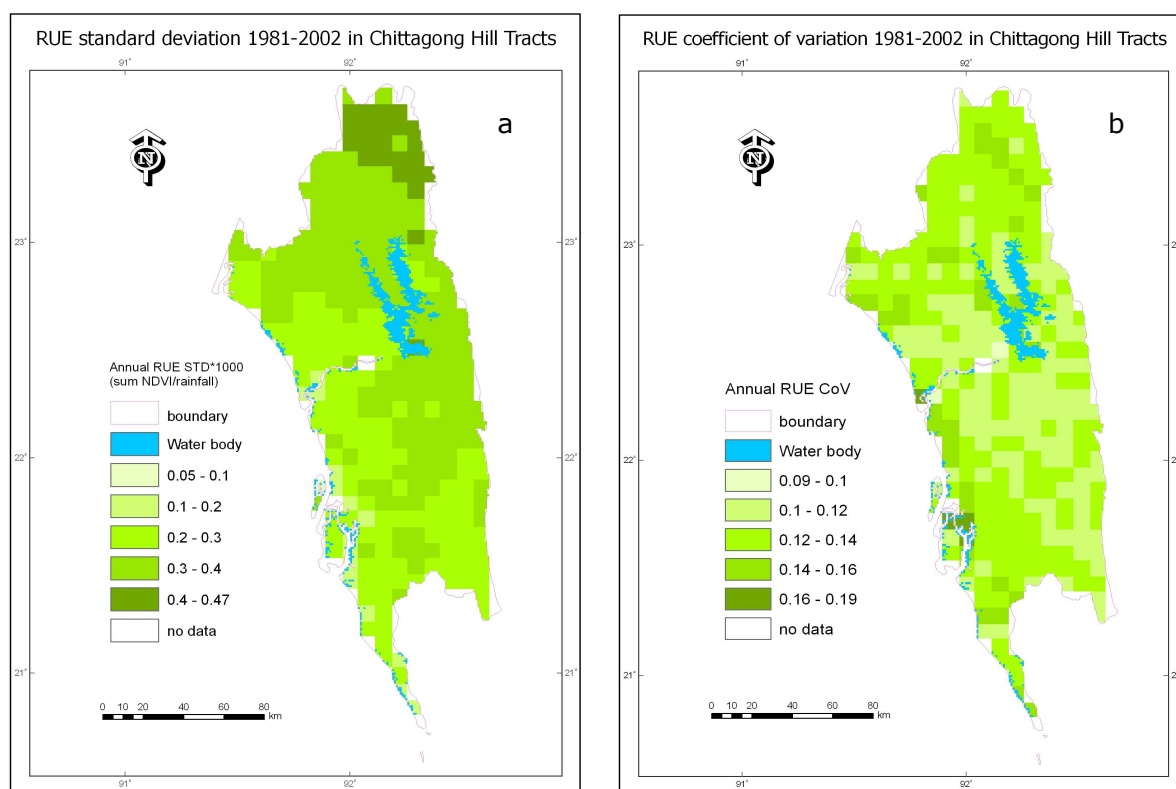 RUE standard deviation 1981-2002 in Chittagong Hill Tracts
91°
92°
a
N
23°
23°
Annual RUE STD*1000
(sum NDVI/rainfall)
boundary
Water body
0.05 - 0.1
0.1 - 0.2
0.2 - 0.3
0.3 - 0.4
0.4 - 0.47
no data
22°
22°
21°
21°
0 10 20 40 60 80
km
91°
92°
RUE coefficient of variation 1981-2002 in Chittagong Hill Tracts
91°
92°
b
N
23°
23°
Annual RUE CoV
boundary
Water body
0.09 - 0.1
0.1 - 0.12
0.12 - 0.14
0.14 - 0.16
0.16 - 0.19
no data
22°
22°
21°
21°
0 10 20 40 60 80
km
91°
92°